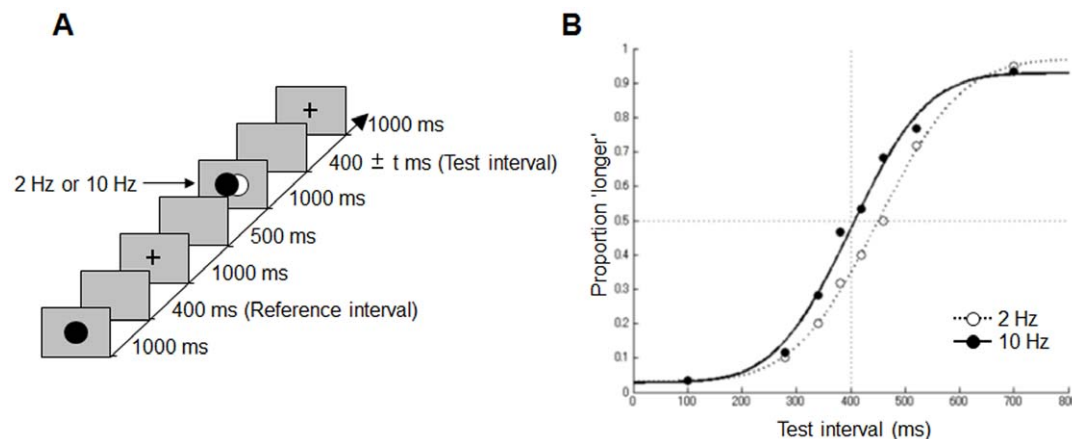 A
1000 ms
400 ± t ms (Test interval)
2 Hz or 10 Hz
1000 ms
500 ms
1000 ms
400 ms (Reference interval)
1000 ms
B
Proportion 'longer'
1
0.9
0.8
0.7
0.6
0.5
0.4
0.3
0.2
0.1
0
2 Hz
10 Hz
0 100 200 300 400 500 600 700 800
Test interval (ms)